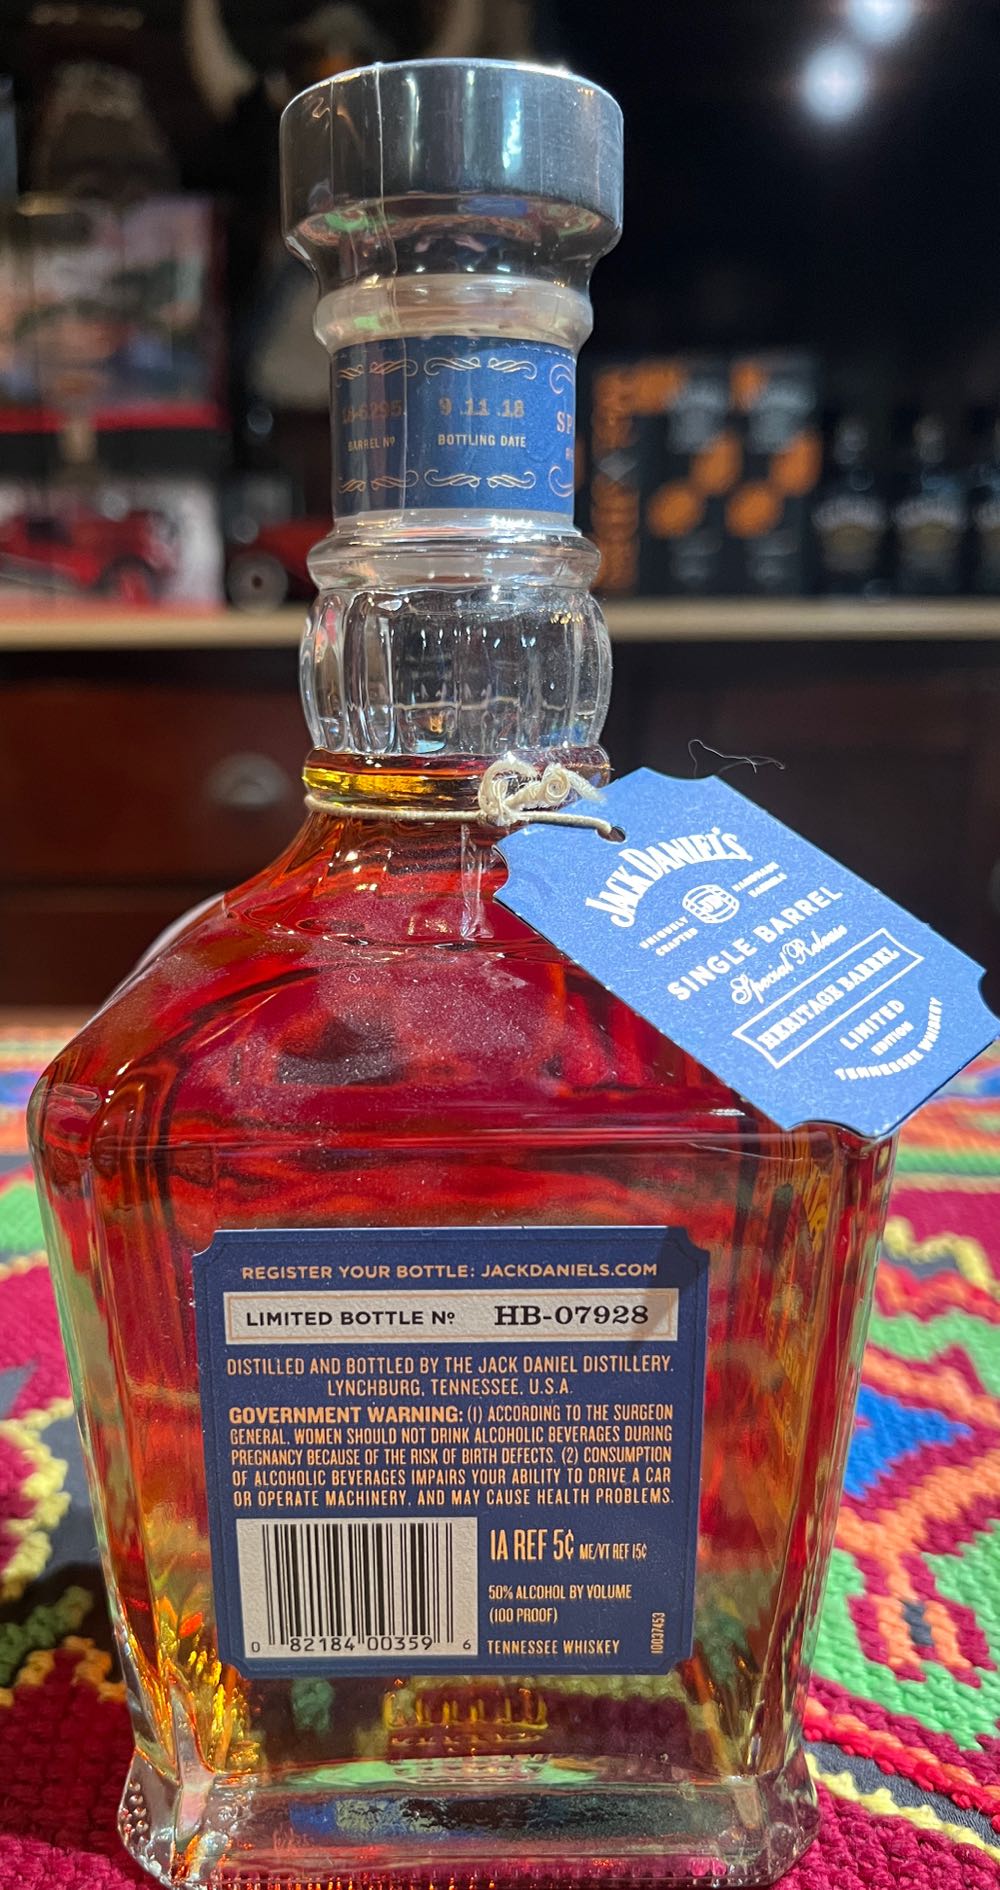 18-6295
BARREL Nº
9.11.18
BOTTLING DATE
SP
JACK DANIEL'S
UNIQUELY CRAFTED
HANDMADE BARRELS
SINGLE BARREL
Special Release
HERITAGE BARREL
LIMITED
EDITION
TENNESSEE WHISKEY
REGISTER YOUR BOTTLE: JACKDANIELS.COM
LIMITED BOTTLE Nº HB-07928
DISTILLED AND BOTTLED BY THE JACK DANIEL DISTILLERY,
LYNCHBURG, TENNESSEE, U.S.A.
GOVERNMENT WARNING: (1) ACCORDING TO THE SURGEON
GENERAL, WOMEN SHOULD NOT DRINK ALCOHOLIC BEVERAGES DURING
PREGNANCY BECAUSE OF THE RISK OF BIRTH DEFECTS. (2) CONSUMPTION
OF ALCOHOLIC BEVERAGES IMPAIRS YOUR ABILITY TO DRIVE A CAR
OR OPERATE MACHINERY, AND MAY CAUSE HEALTH PROBLEMS.
IA REF 5¢ ME/VT REF 15¢
50% ALCOHOL BY VOLUME
(100 PROOF)
TENNESSEE WHISKEY
10037453
0 82184 00359 6